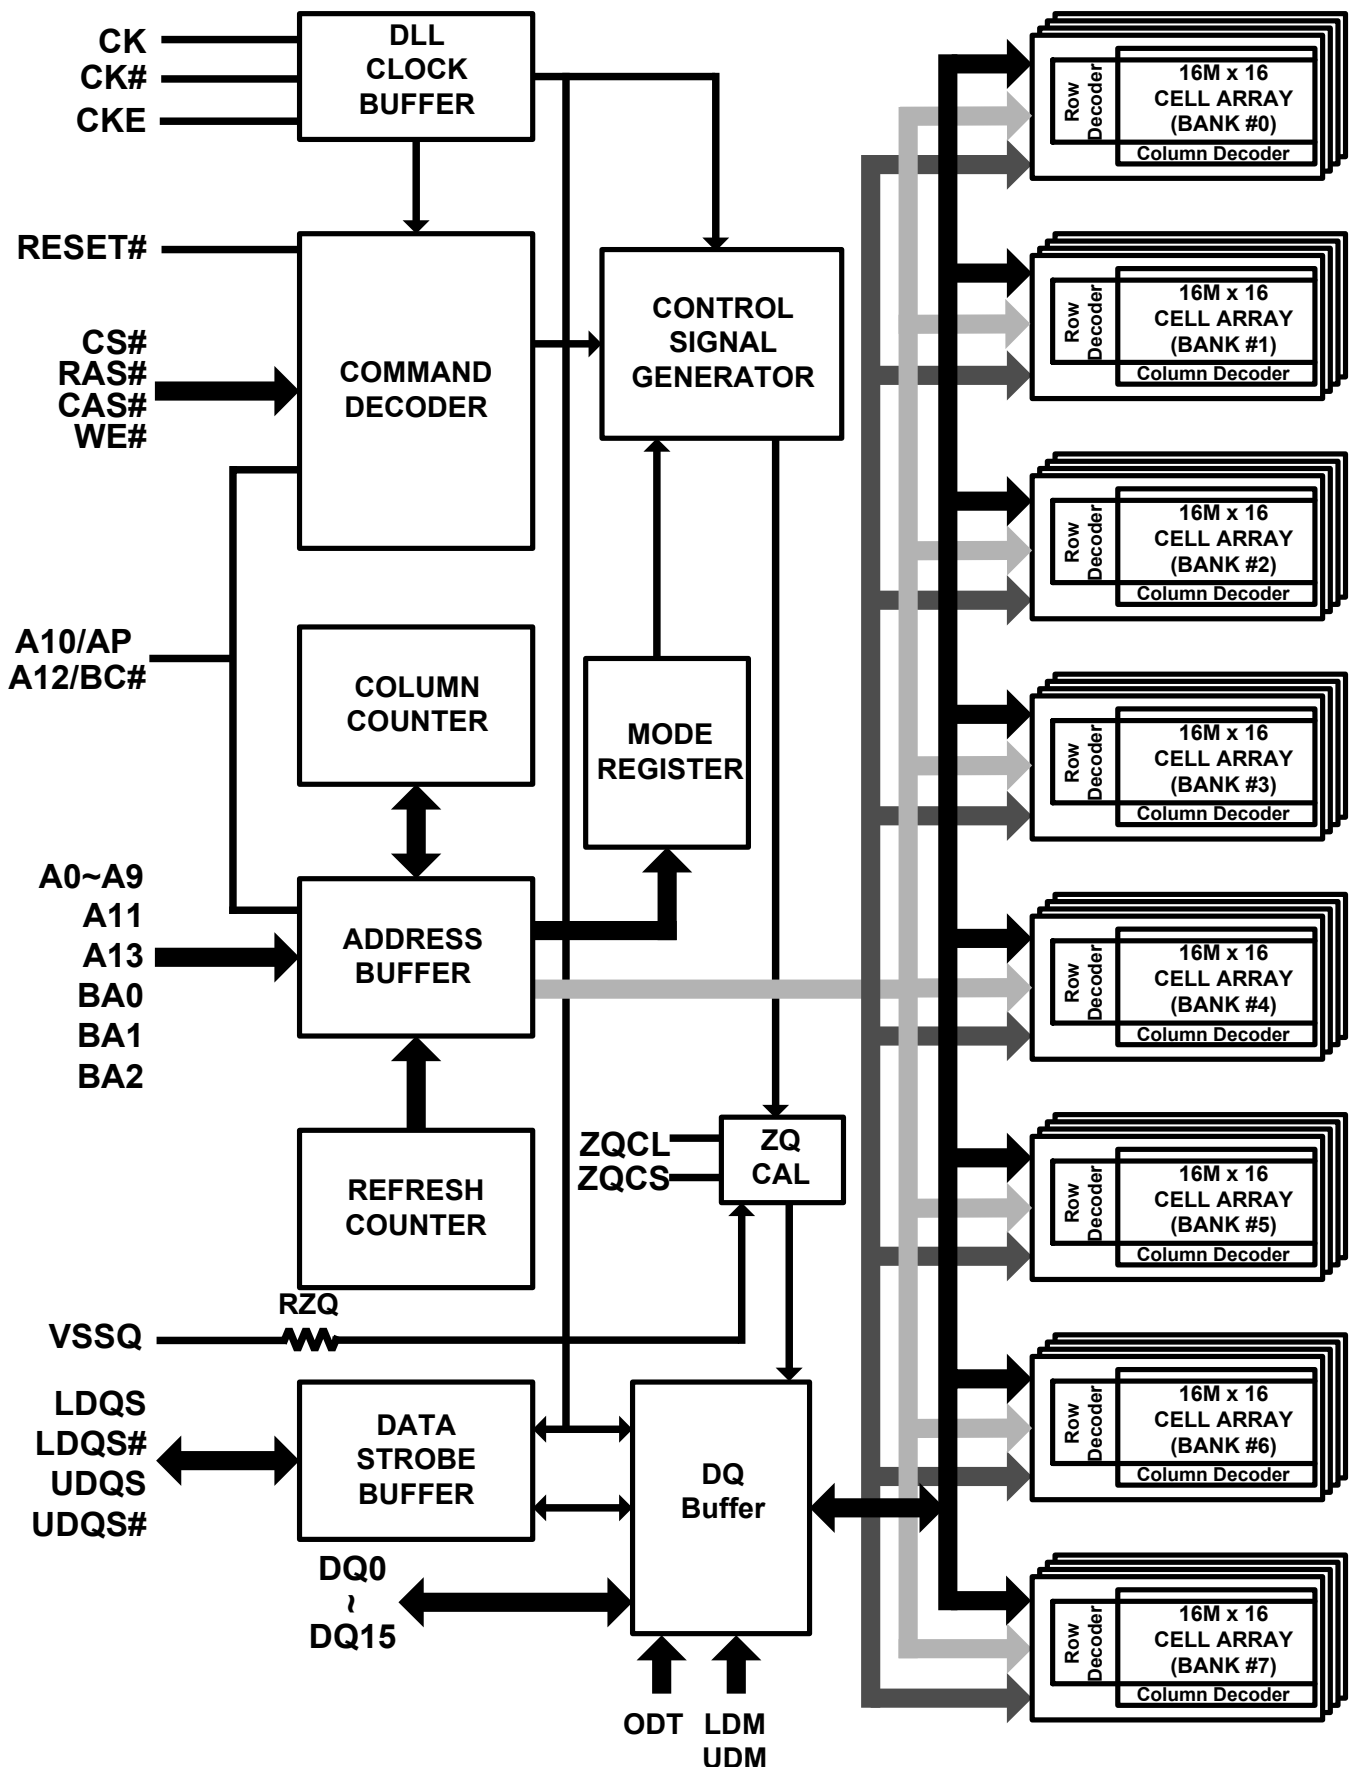 CK
CK#
CKE
DLL
CLOCK
BUFFER
RESET#
CS#
RAS#
CAS#
WE#
COMMAND
DECODER
CONTROL
SIGNAL
GENERATOR
A10/AP
A12/BC#
COLUMN
COUNTER
MODE
REGISTER
A0~A9
A11
A13
BA0
BA1
BA2
ADDRESS
BUFFER
REFRESH
COUNTER
ZQCL
ZQCS
ZQ
CAL
RZQ
VSSQ
LDQS
LDQS#
UDQS
UDQS#
DATA
STROBE
BUFFER
DQ
Buffer
DQ0
~
DQ15
ODT
LDM
UDM
Row
Decoder
16M x 16
CELL ARRAY
(BANK #0)
Column Decoder
Row
Decoder
16M x 16
CELL ARRAY
(BANK #1)
Column Decoder
Row
Decoder
16M x 16
CELL ARRAY
(BANK #2)
Column Decoder
Row
Decoder
16M x 16
CELL ARRAY
(BANK #3)
Column Decoder
Row
Decoder
16M x 16
CELL ARRAY
(BANK #4)
Column Decoder
Row
Decoder
16M x 16
CELL ARRAY
(BANK #5)
Column Decoder
Row
Decoder
16M x 16
CELL ARRAY
(BANK #6)
Column Decoder
Row
Decoder
16M x 16
CELL ARRAY
(BANK #7)
Column Decoder